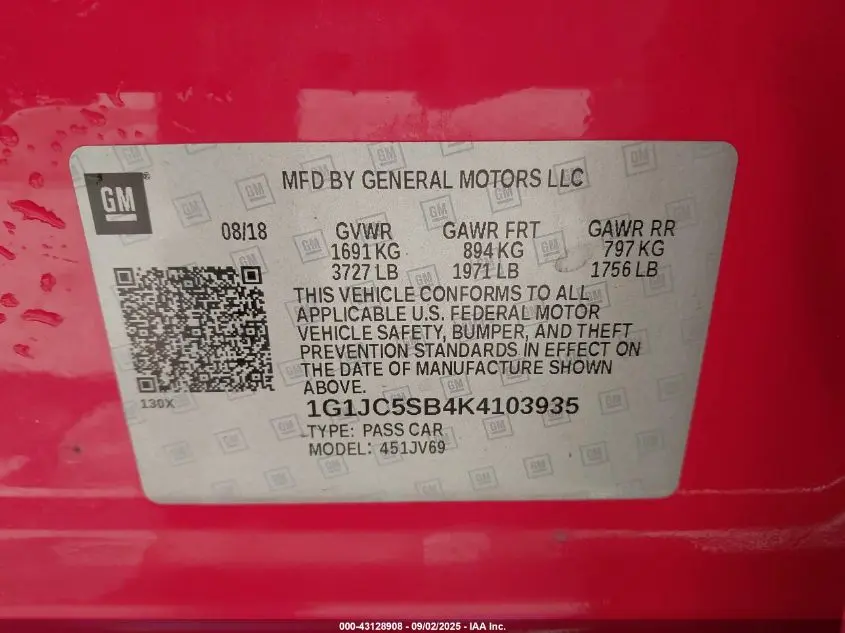 MFD BY GENERAL MOTORS LLC
GM
08/18 GVWR GAWR FRT GAWR RR
1691 KG 894 KG 797 KG
3727 LB 1971 LB 1756 LB
THIS VEHICLE CONFORMS TO ALL
APPLICABLE U.S. FEDERAL MOTOR
VEHICLE SAFETY, BUMPER, AND THEFT
PREVENTION STANDARDS IN EFFECT ON
THE DATE OF MANUFACTURE SHOWN
ABOVE.
130X
1G1JC5SB4K4103935
TYPE: PASS CAR
MODEL: 451JV69
000-43128908 - 09/02/2025 - IAA Inc.